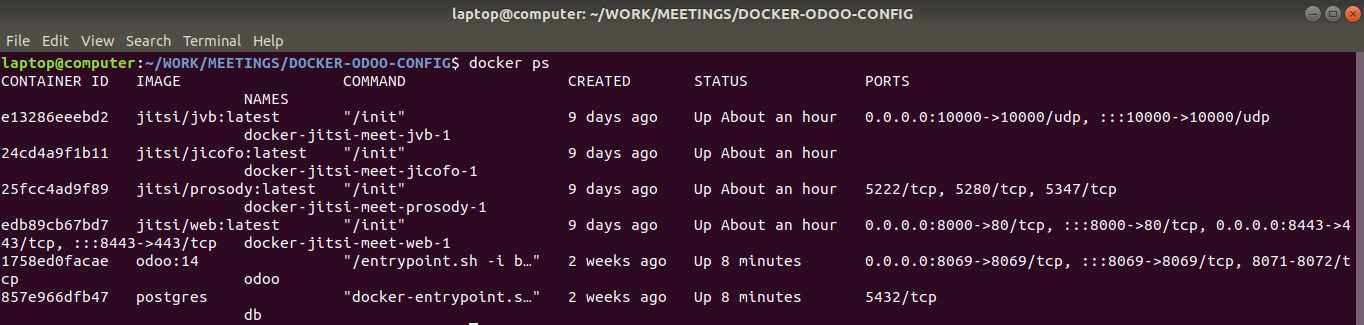 laptop@computer: ~/WORK/MEETINGS/DOCKER-ODOO-CONFIG
File Edit View Search Terminal Help
laptop@computer:~/WORK/MEETINGS/DOCKER-ODOO-CONFIG$ docker ps
CONTAINER ID   IMAGE                 COMMAND                  CREATED       STATUS              PORTS
                          NAMES
e13286eeebd2   jitsi/jvb:latest      "/init"                  9 days ago    Up About an hour    0.0.0.0:10000->10000/udp, :::10000->10000/udp
                          docker-jitsi-meet-jvb-1
24cd4a9f1b11   jitsi/jicofo:latest   "/init"                  9 days ago    Up About an hour
                          docker-jitsi-meet-jicofo-1
25fcc4ad9f89   jitsi/prosody:latest   "/init"                  9 days ago    Up About an hour    5222/tcp, 5280/tcp, 5347/tcp
                          docker-jitsi-meet-prosody-1
edb89cb67bd7   jitsi/web:latest      "/init"                  9 days ago    Up About an hour    0.0.0.0:8000->80/tcp, :::8000->80/tcp, 0.0.0.0:8443->4
43/tcp, :::8443->443/tcp   docker-jitsi-meet-web-1
1758ed0facae   odoo:14               "/entrypoint.sh -i b…"   2 weeks ago   Up 8 minutes        0.0.0.0:8069->8069/tcp, :::8069->8069/tcp, 8071-8072/t
cp                        odoo
857e966dfb47   postgres              "docker-entrypoint.s…"   2 weeks ago   Up 8 minutes        5432/tcp
                          db